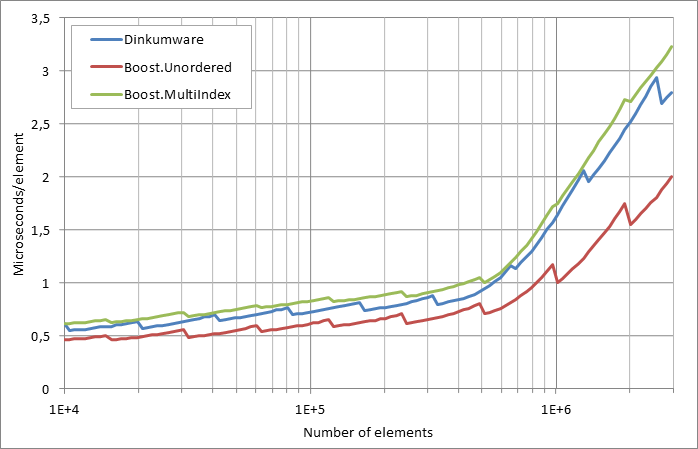 3,5
Dinkumware
Boost.Unordered
Boost.MultiIndex
3
2,5
2
1,5
1
0,5
0
Microseconds/element
1E+4
1E+5
1E+6
Number of elements